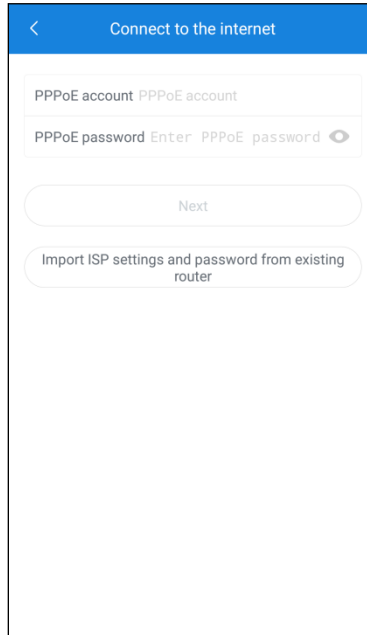 Connect to the internet
PPPoE account PPPoE account
PPPoE password Enter PPPoE password
Next
Import ISP settings and password from existing
router